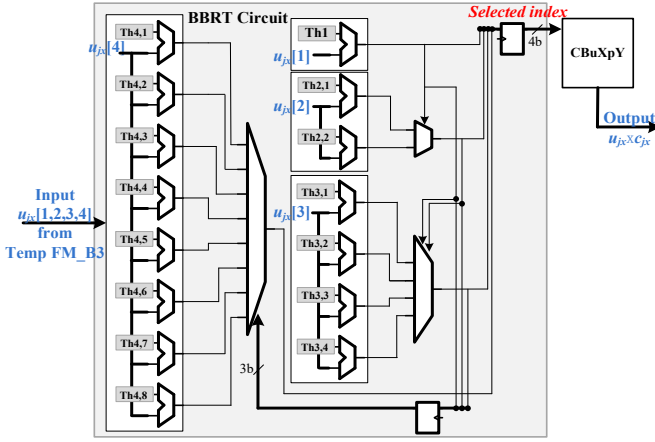 BBRT Circuit
Selected index
4b
CBuXpY
Output
u_jx×c_jx
Input
u_jx[1,2,3,4]
from
Temp FM_B3
Th4,1
u_jx[4]
Th4,2
Th4,3
Th4,4
Th4,5
Th4,6
Th4,7
Th4,8
3b
Th1
u_jx[1]
Th2,1
u_jx[2]
Th2,2
Th3,1
u_jx[3]
Th3,2
Th3,3
Th3,4